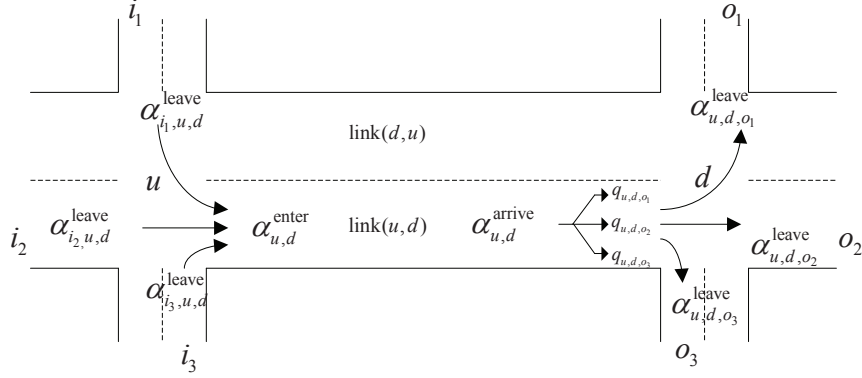 i₁ o₁
α^leave_{i₁,u,d} link(d,u) α^leave_{u,d,o₁}
u d
q_{u,d,o₁}
i₂ α^leave_{i₂,u,d} α^enter_{u,d} link(u,d) α^arrive_{u,d} q_{u,d,o₂} α^leave_{u,d,o₂} o₂
q_{u,d,o₃}
α^leave_{i₃,u,d} α^leave_{u,d,o₃}
i₃ o₃